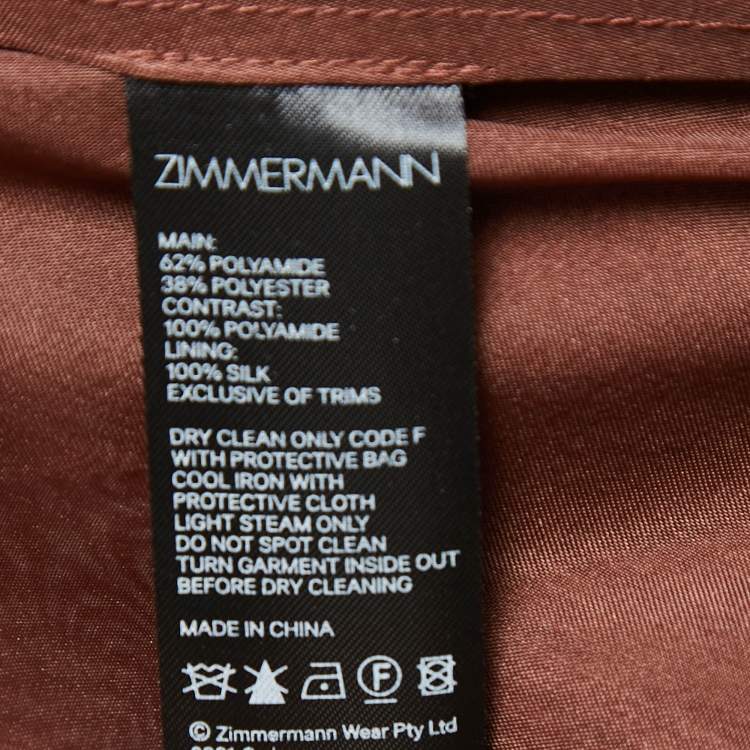 ZIMMERMANN
MAIN:
62% POLYAMIDE
38% POLYESTER
CONTRAST:
100% POLYAMIDE
LINING:
100% SILK
EXCLUSIVE OF TRIMS
DRY CLEAN ONLY CODE F
WITH PROTECTIVE BAG
COOL IRON WITH
PROTECTIVE CLOTH
LIGHT STEAM ONLY
DO NOT SPOT CLEAN
TURN GARMENT INSIDE OUT
BEFORE DRY CLEANING
MADE IN CHINA
F
© Zimmermann Wear Pty Ltd